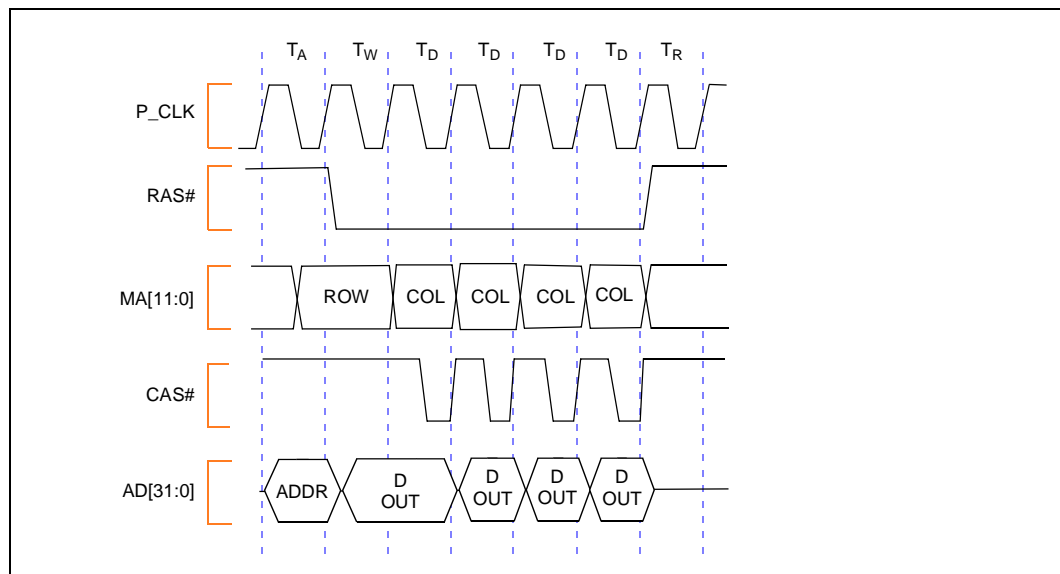 TA TW TD TD TD TD TR
P_CLK
RAS#
MA[11:0] ROW COL COL COL COL
CAS#
AD[31:0] ADDR D OUT D OUT D OUT D OUT